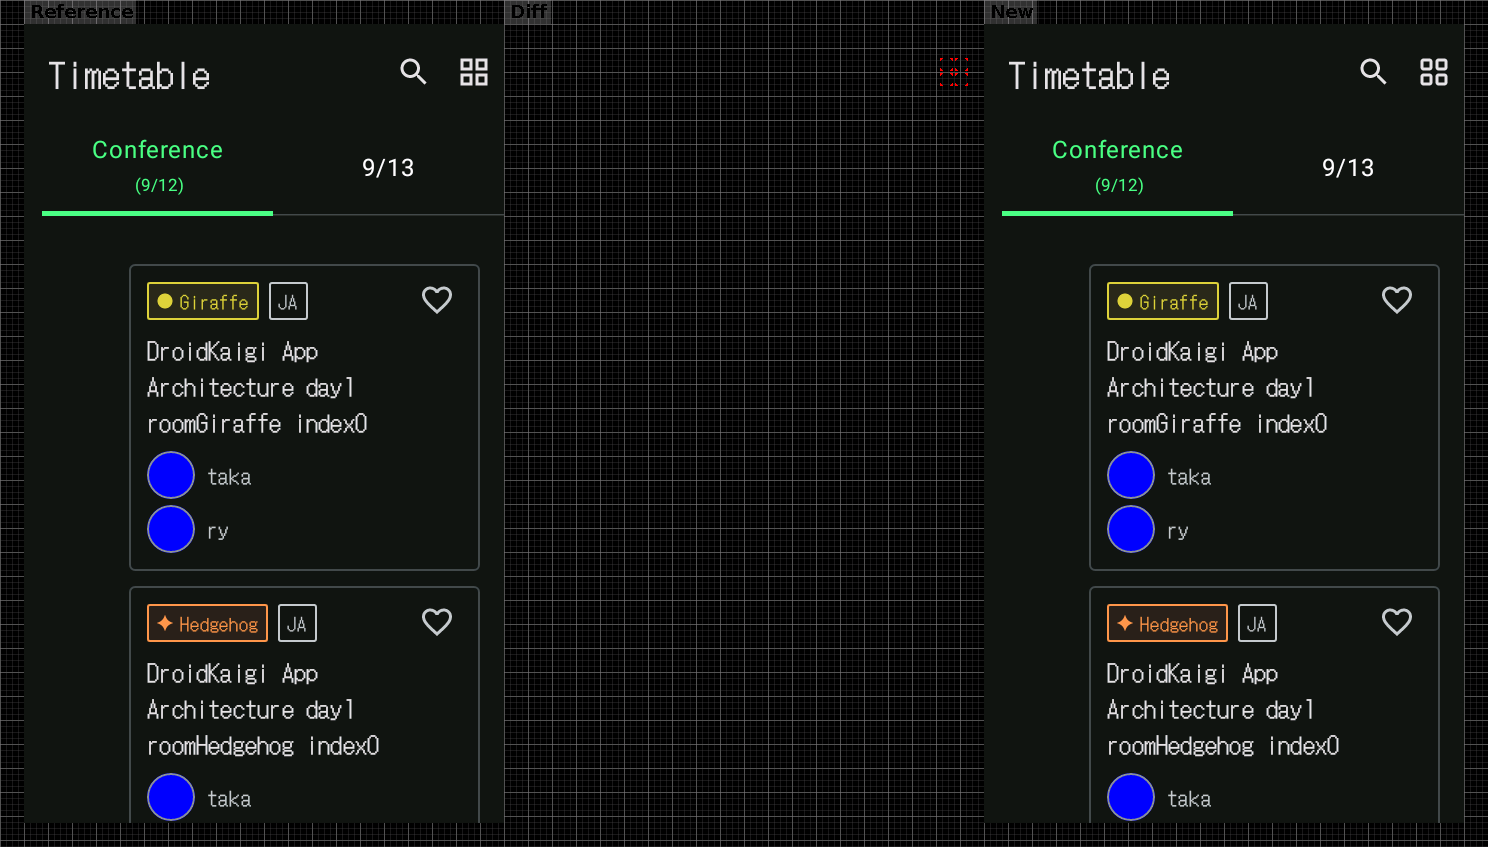 Reference
Diff
New
Timetable
Conference
(9/12)
9/13
Giraffe JA
DroidKaigi App
Architecture day1
roomGiraffe index0
taka
ry
Hedgehog JA
DroidKaigi App
Architecture day1
roomHedgehog index0
taka
Timetable
Conference
(9/12)
9/13
Giraffe JA
DroidKaigi App
Architecture day1
roomGiraffe index0
taka
ry
Hedgehog JA
DroidKaigi App
Architecture day1
roomHedgehog index0
taka